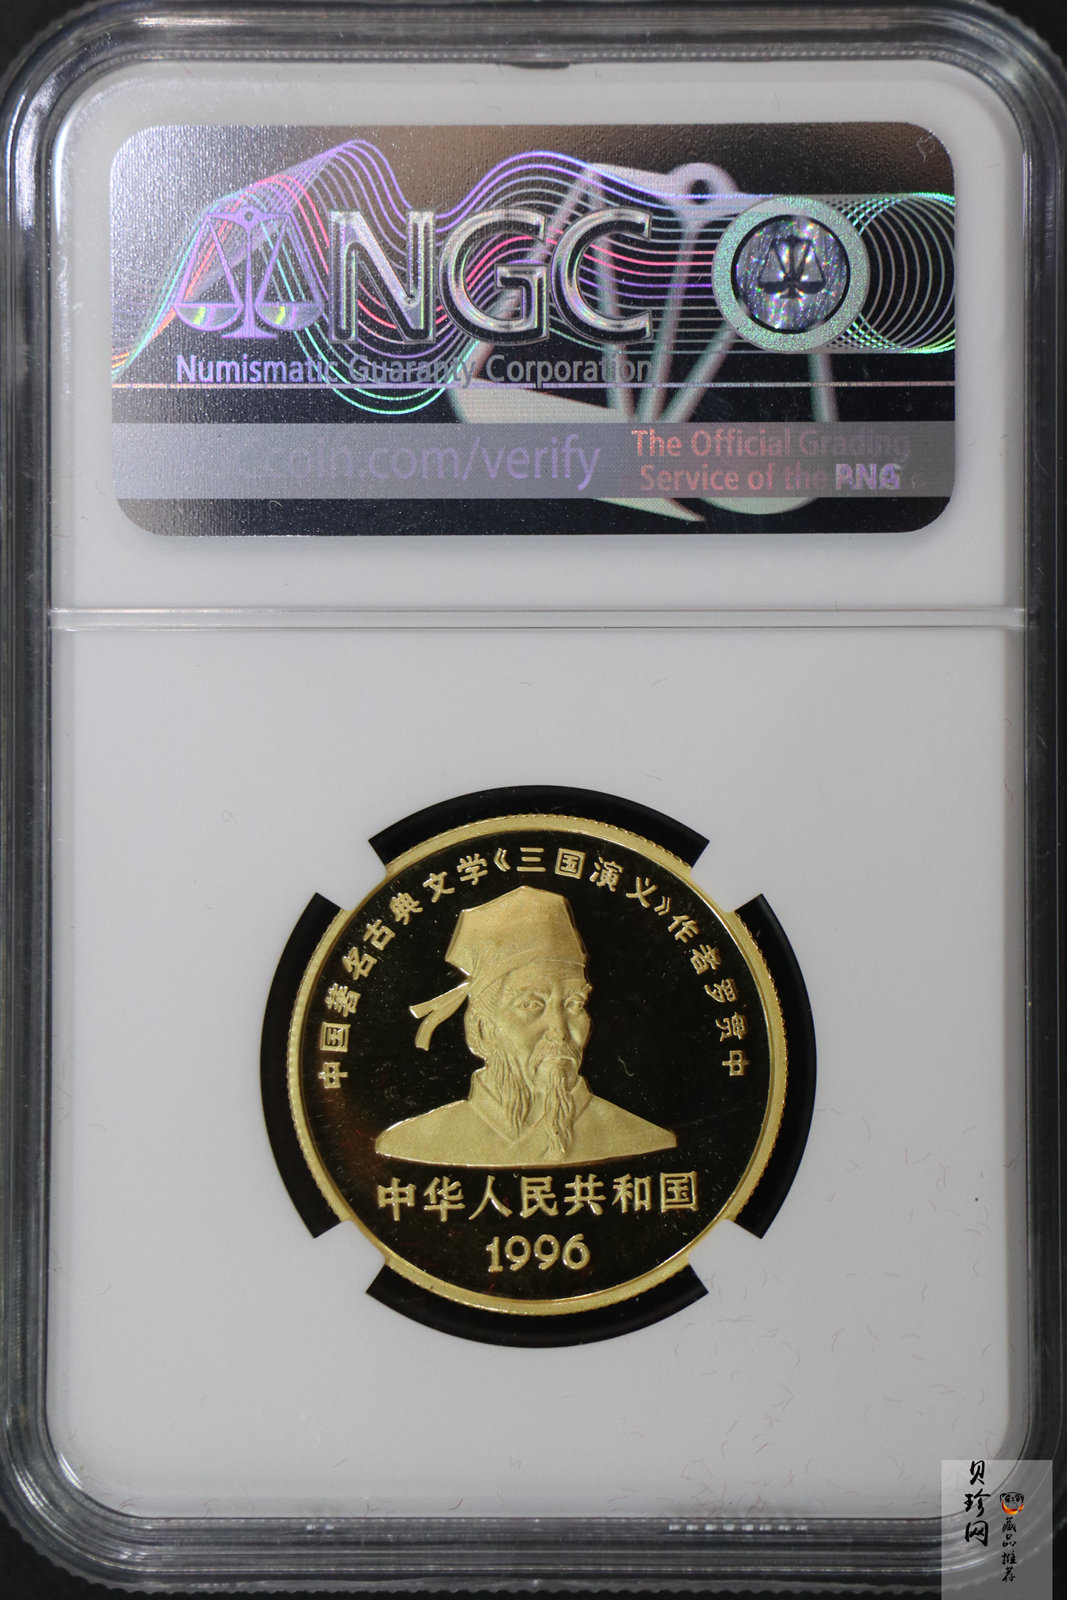 NGC
Numismatic Guaranty Corporation
coin.com/verify
The Official Grading
Service of the PNG
中国著名古典文学《三国演义》作者罗贯中
中华人民共和国
1996
贝珍网
藏品推荐